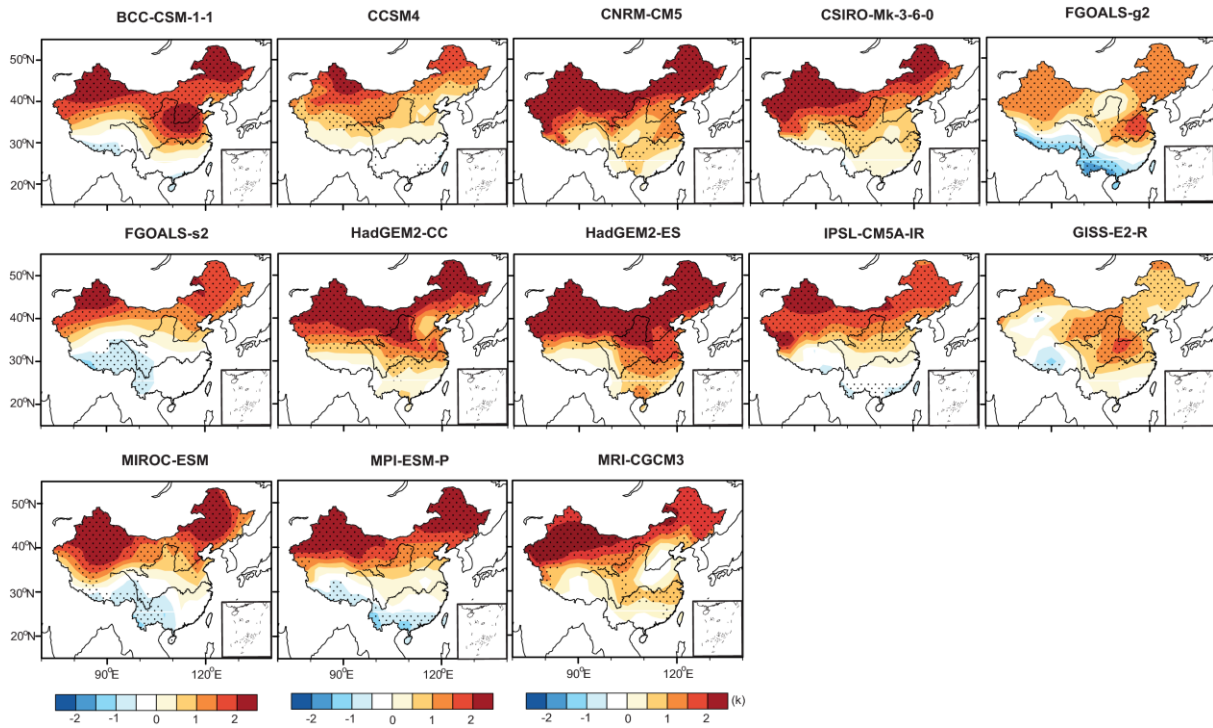 BCC-CSM-1-1 CCSM4 CNRM-CM5 CSIRO-Mk-3-6-0 FGOALS-g2
50°N
40°N
30°N
20°N
FGOALS-s2 HadGEM2-CC HadGEM2-ES IPSL-CM5A-IR GISS-E2-R
50°N
40°N
30°N
20°N
MIROC-ESM MPI-ESM-P MRI-CGCM3
50°N
40°N
30°N
20°N
90°E 120°E 90°E 120°E 90°E 120°E
-2 -1 0 1 2 -2 -1 0 1 2 -2 -1 0 1 2 (k)